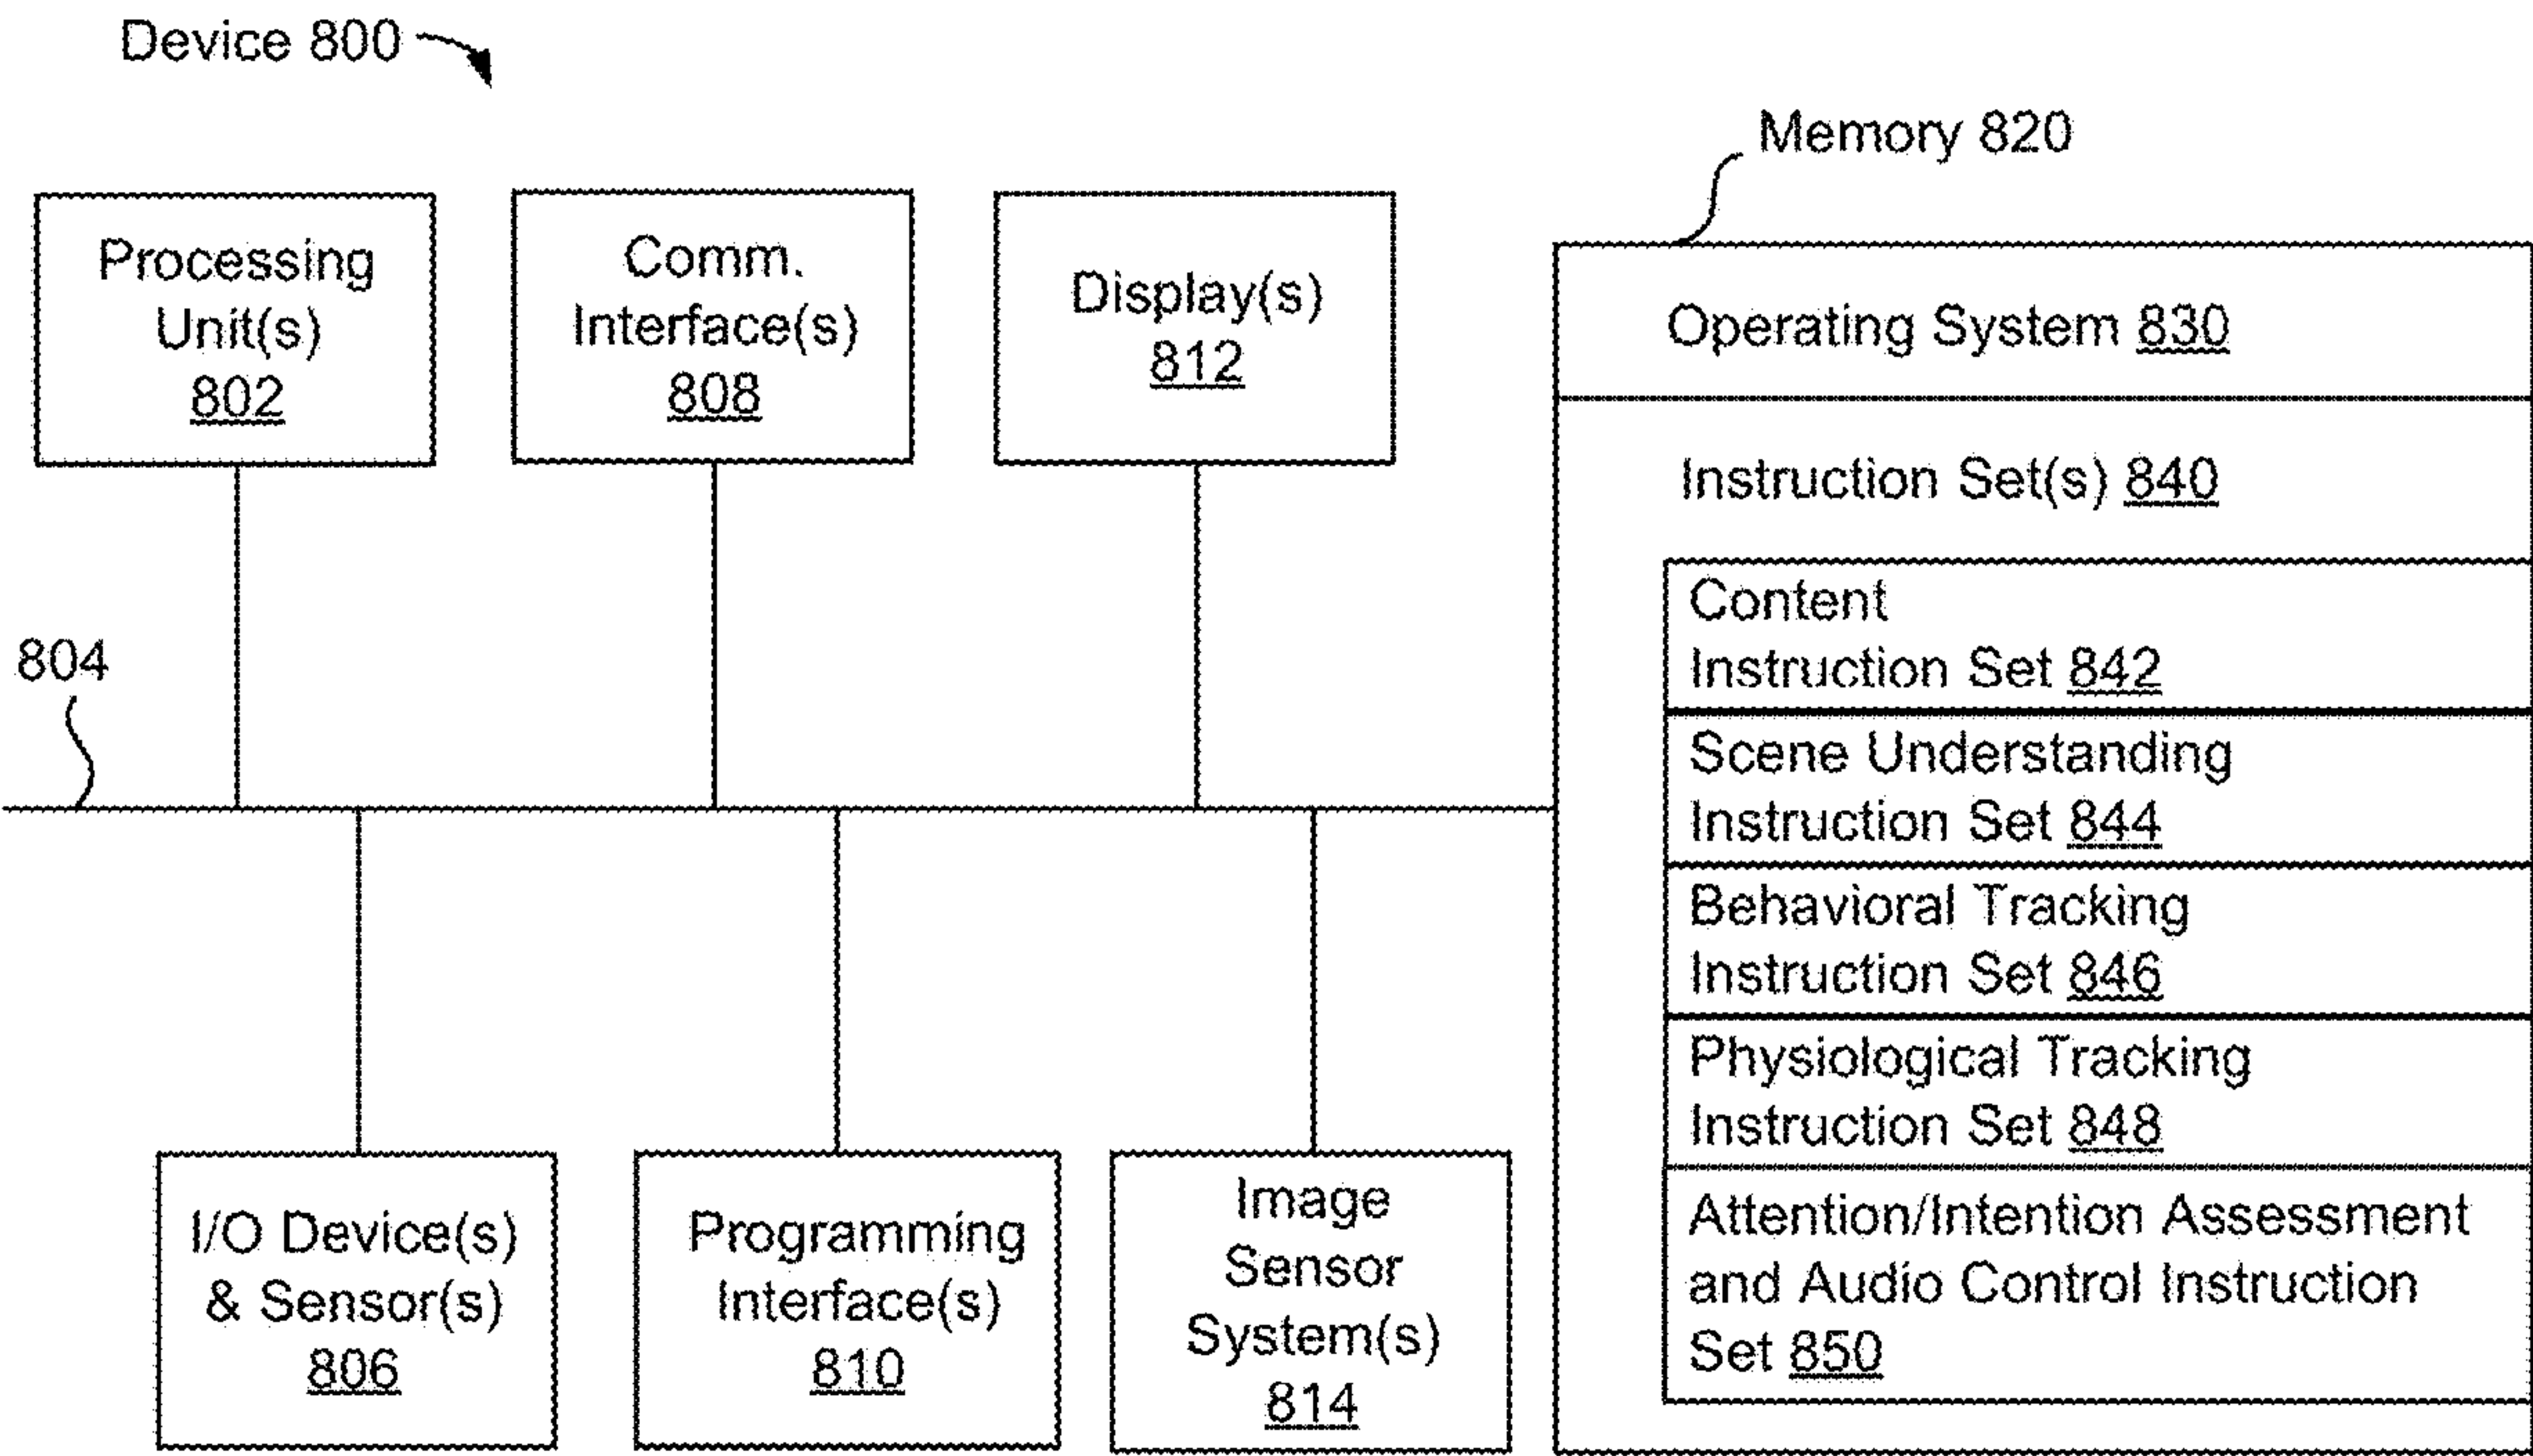 Device 800
Memory 820
Processing
Unit(s)
802
Comm.
Interface(s)
808
Display(s)
812
804
I/O Device(s)
& Sensor(s)
806
Programming
Interface(s)
810
Image
Sensor
System(s)
814
Operating System 830
Instruction Set(s) 840
Content
Instruction Set 842
Scene Understanding
Instruction Set 844
Behavioral Tracking
Instruction Set 846
Physiological Tracking
Instruction Set 848
Attention/Intention Assessment
and Audio Control Instruction
Set 850